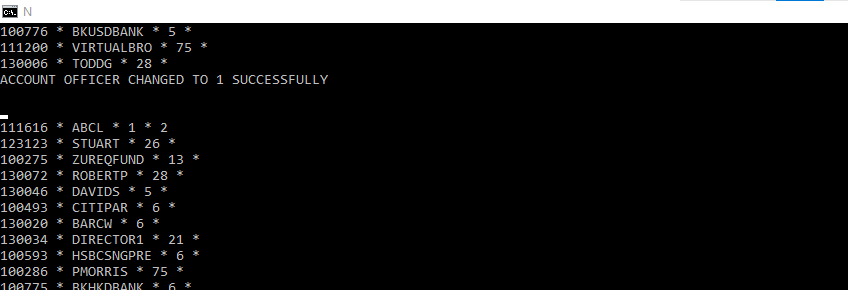 C:\.
N
100776 * BKUSDBANK * 5 *
111200 * VIRTUALBRO * 75 *
130006 * TODDG * 28 *
ACCOUNT OFFICER CHANGED TO 1 SUCCESSFULLY
111616 * ABCL * 1 * 2
123123 * STUART * 26 *
100275 * ZUREQFUND * 13 *
130072 * ROBERTP * 28 *
130046 * DAVIDS * 5 *
100493 * CITIPAR * 6 *
130020 * BARCW * 6 *
130034 * DIRECTOR1 * 21 *
100593 * HSBCSNGPRE * 6 *
100286 * PMORRIS * 75 *
100775 * BKHKDBANK * 6 *